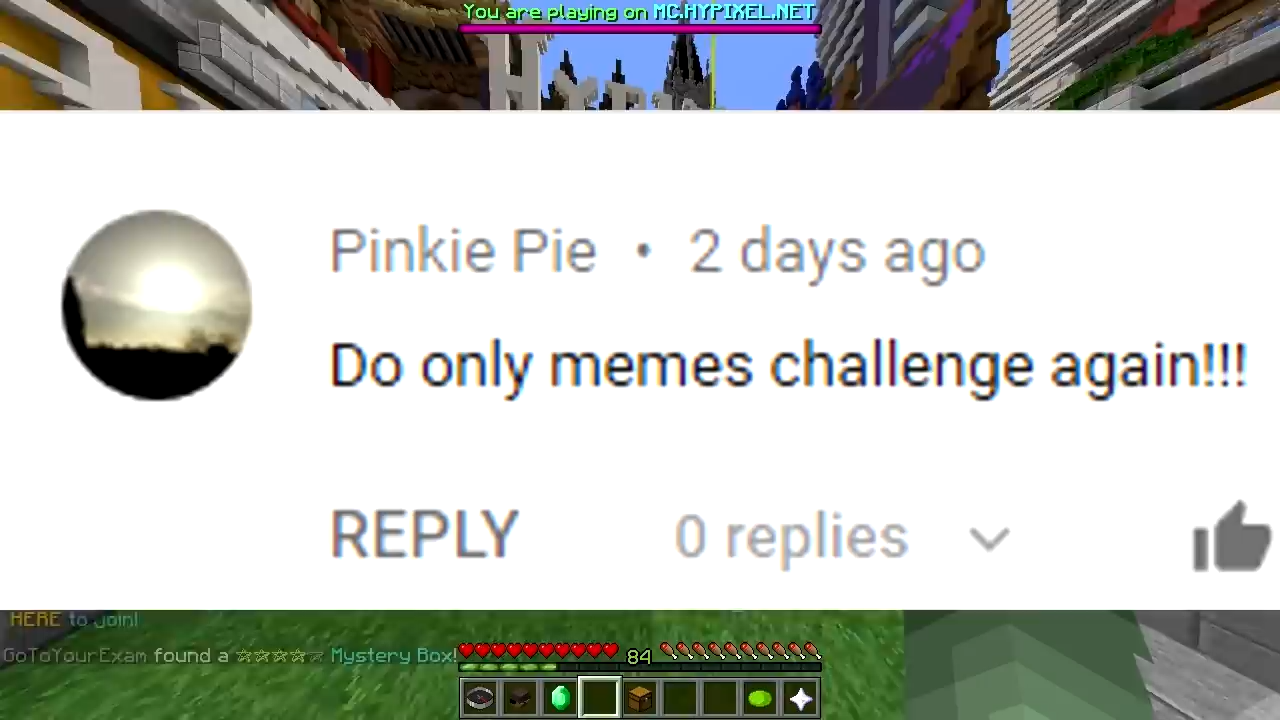 You are playing on MC.HYPIXEL.NET
Pinkie Pie • 2 days ago
Do only memes challenge again!!!
REPLY 0 replies
HERE to join!
GoToYourExam found a ☆☆☆☆☆ Mystery Box!
84